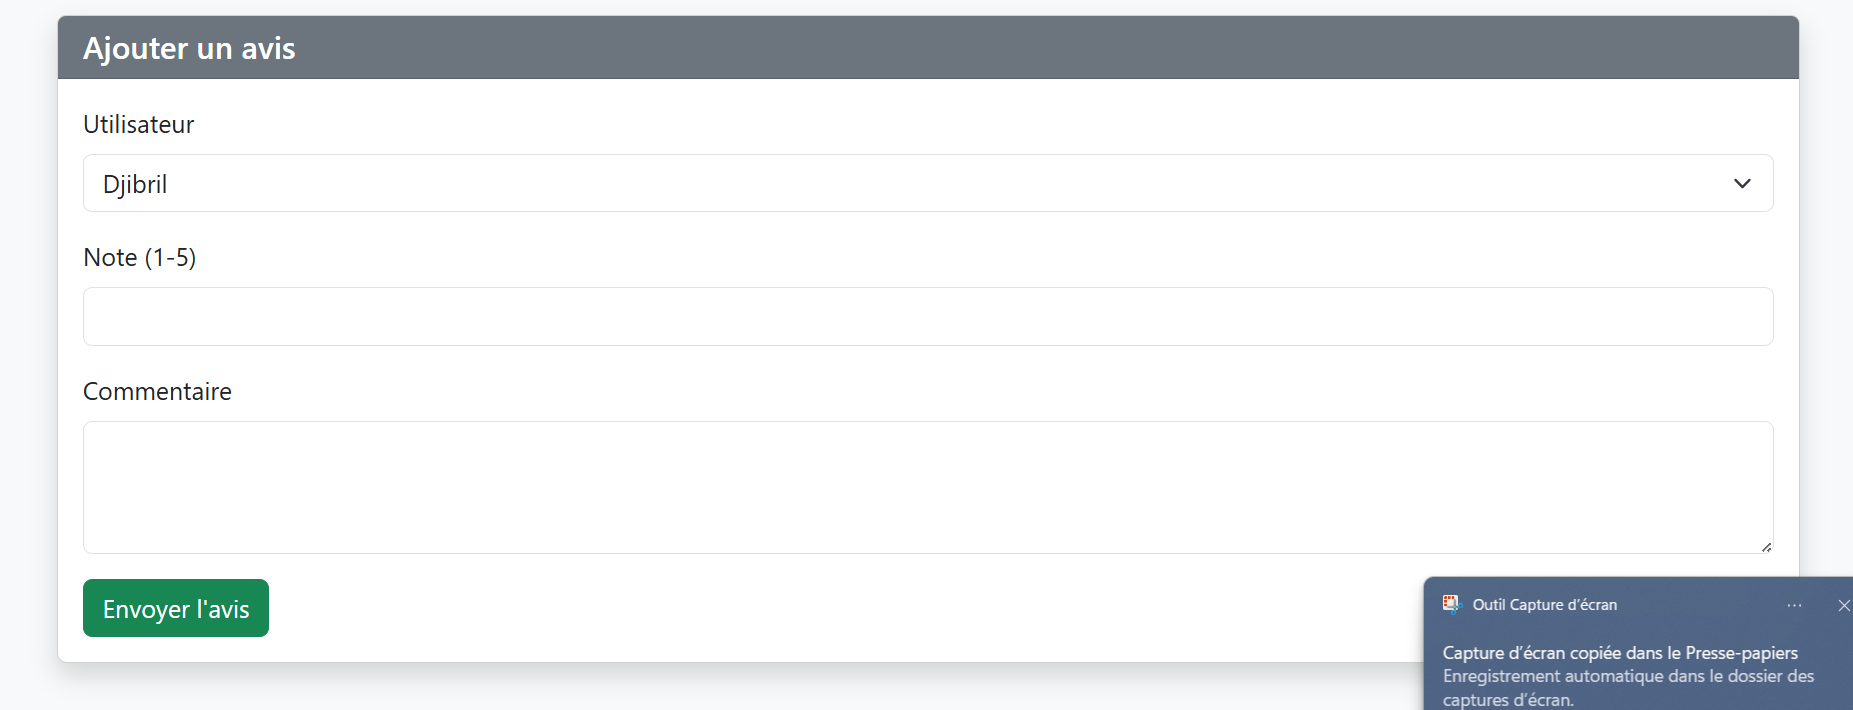 Ajouter un avis
Utilisateur
Djibril
Note (1-5)
Commentaire
Envoyer l'avis
Outil Capture d’écran
Capture d’écran copiée dans le Presse-papiers
Enregistrement automatique dans le dossier des
captures d’écran.